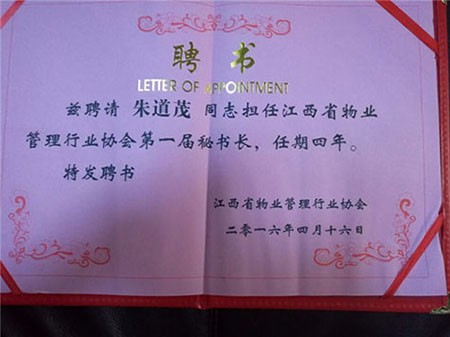 聘书
LETTER OF APPOINTMENT
兹聘请 朱道茂 同志担任江西省物业
管理行业协会第一届秘书长，任期四年。
特发聘书
江西省物业管理行业协会
二〇一六年四月十六日